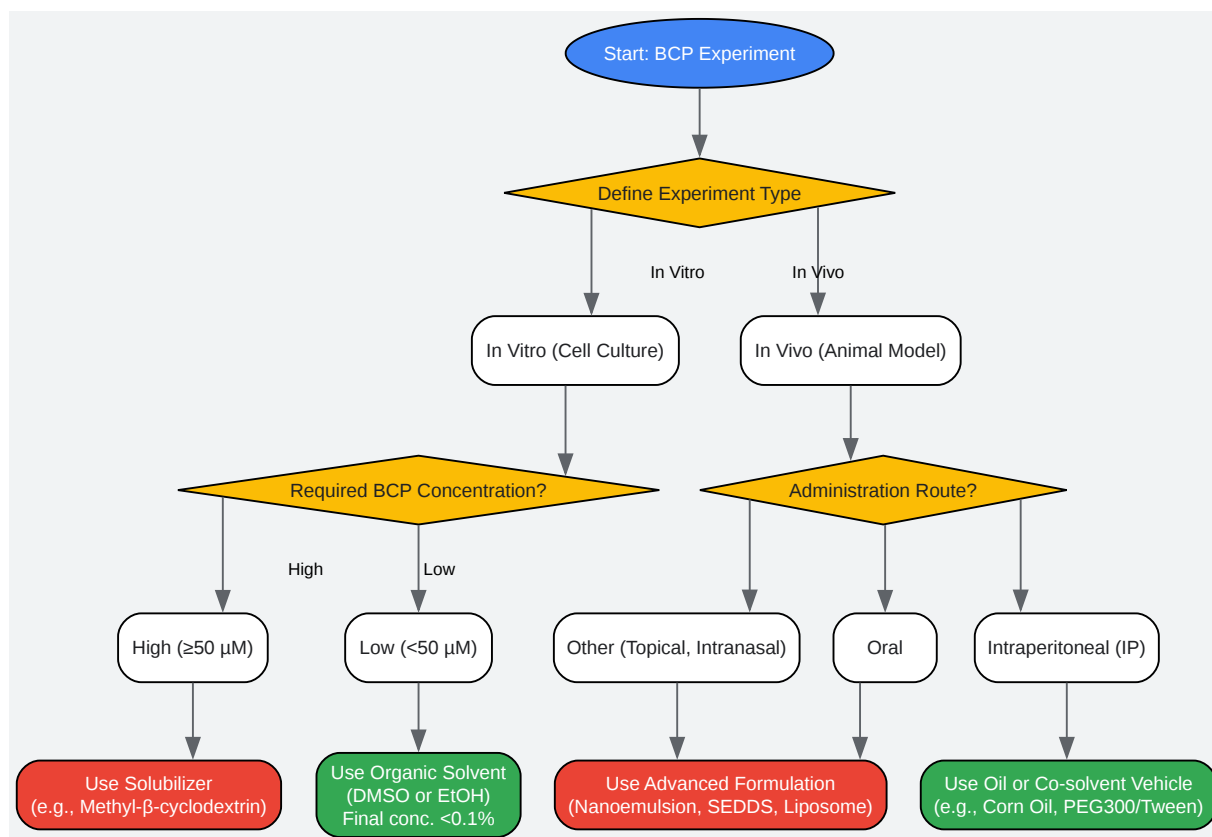 Start: BCP Experiment
Define Experiment Type
In Vitro
In Vivo
In Vitro (Cell Culture)
In Vivo (Animal Model)
Required BCP Concentration?
Administration Route?
High
Low
High (≥50 µM)
Low (<50 µM)
Other (Topical, Intranasal)
Oral
Intraperitoneal (IP)
Use Solubilizer
(e.g., Methyl-β-cyclodextrin)
Use Organic Solvent
(DMSO or EtOH)
Final conc. <0.1%
Use Advanced Formulation
(Nanoemulsion, SEDDS, Liposome)
Use Oil or Co-solvent Vehicle
(e.g., Corn Oil, PEG300/Tween)